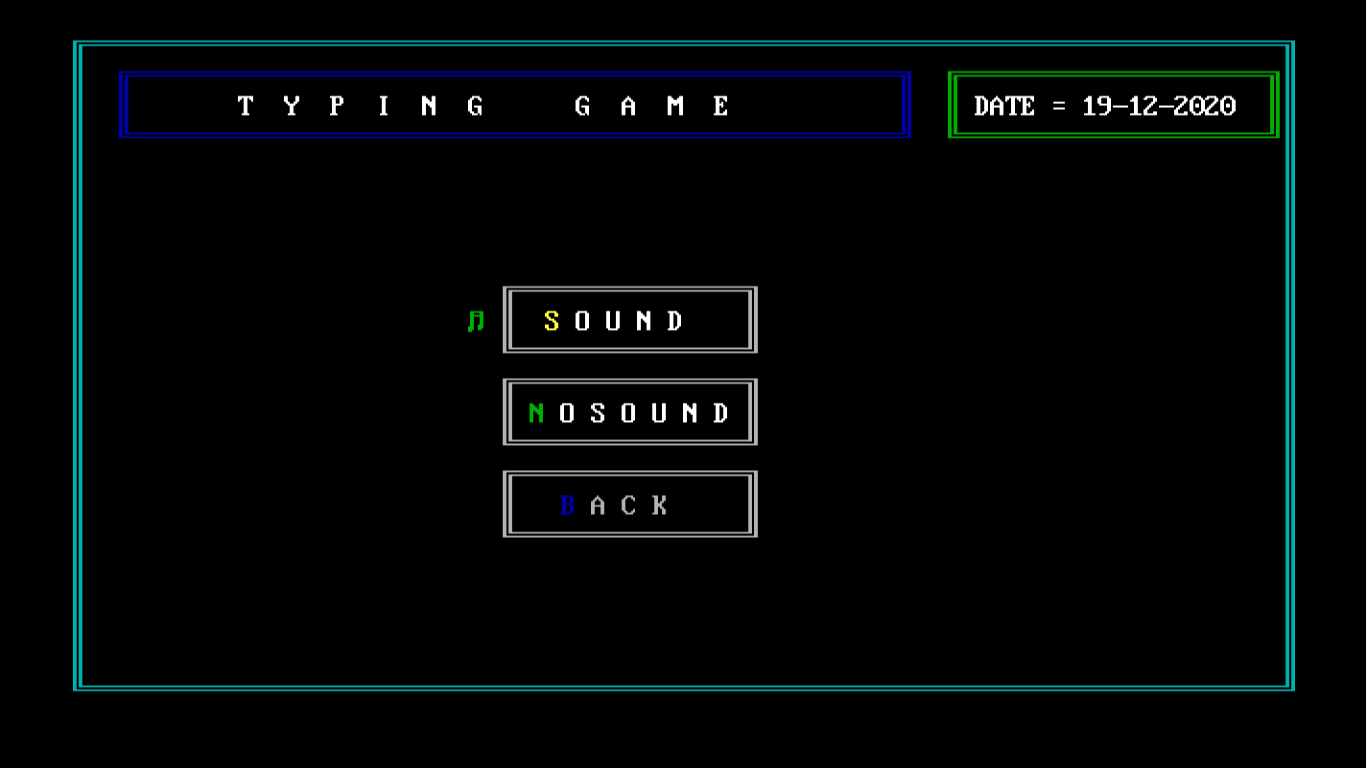 T Y P I N G   G A M E
DATE = 19-12-2020
♬ S O U N D
N O S O U N D
B A C K